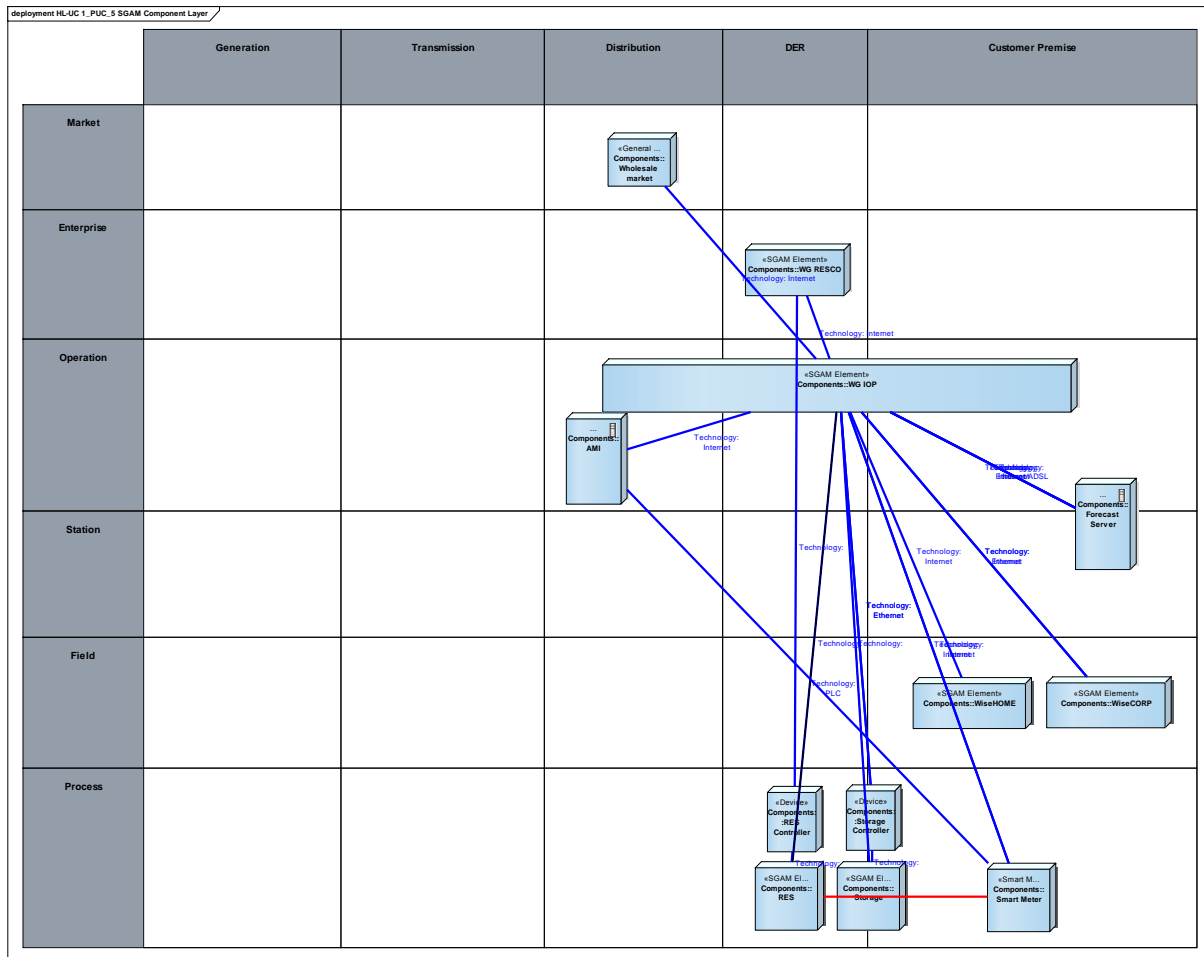 deployment HL-UC 1_PUC_5 SGAM Component Layer
Generation
Transmission
Distribution
DER
Customer Premise
Market
«General ...
Components::
Wholesale
market
Enterprise
«SGAM Element»
Components::WG RESCO
Technology: Internet
Technology: Internet
Operation
«SGAM Element»
Components::WG IOP
...
Components::
AMI
Technology:
Internet
...
Components::
Forecast
Server
Station
Technology:
Technology:
Internet
Technology:
Ethernet
Technology:
Ethernet
Field
Technology:
Technology:
Technology:
PLC
«SGAM Element»
Components::WiseHOME
«SGAM Element»
Components::WiseCORP
Process
«Device»
Components:
:RES
Controller
«Device»
Components:
:Storage
Controller
Technology:
Technology:
«SGAM El...
Components::
RES
«SGAM El...
Components::
Storage
«Smart M...
Components::
Smart Meter